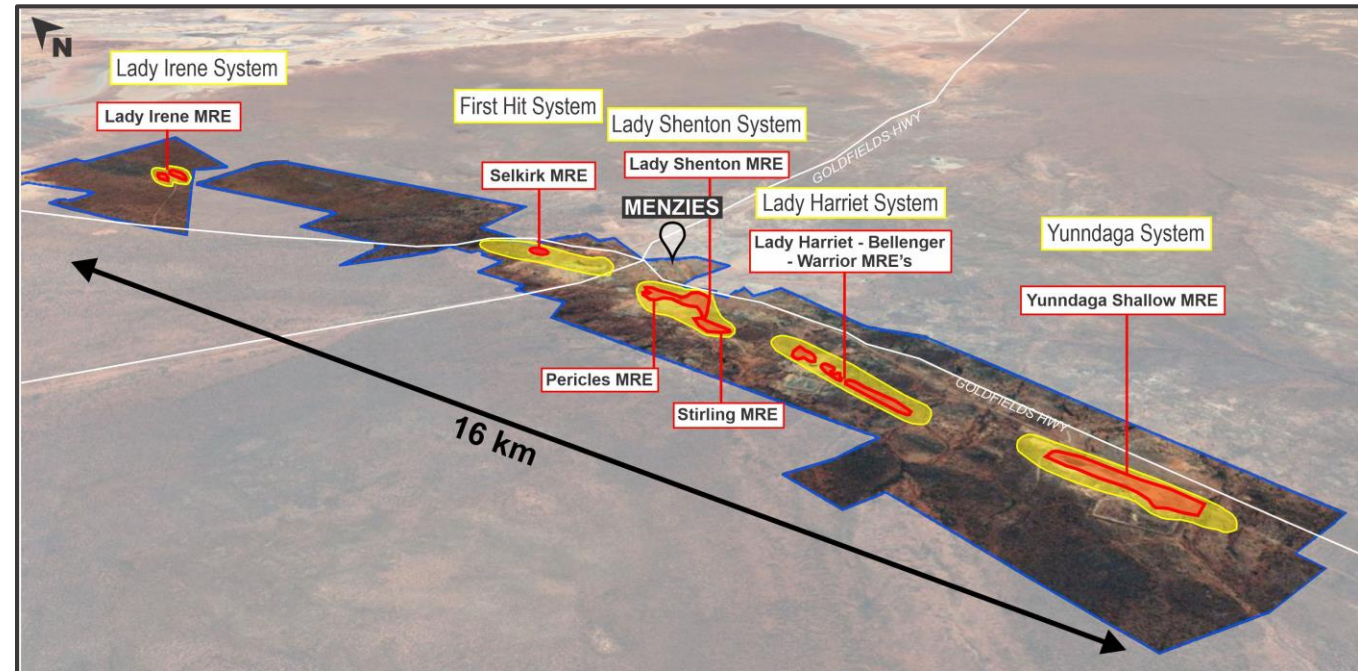 N
Lady Irene System
Lady Irene MRE
First Hit System
Selkirk MRE
Lady Shenton System
Lady Shenton MRE
MENZIES
GOLDFIELDS HWY
Lady Harriet System
Lady Harriet - Bellenger
- Warrior MRE's
Yunndaga System
Yunndaga Shallow MRE
Pericles MRE
Stirling MRE
GOLDFIELDS HWY
16 km